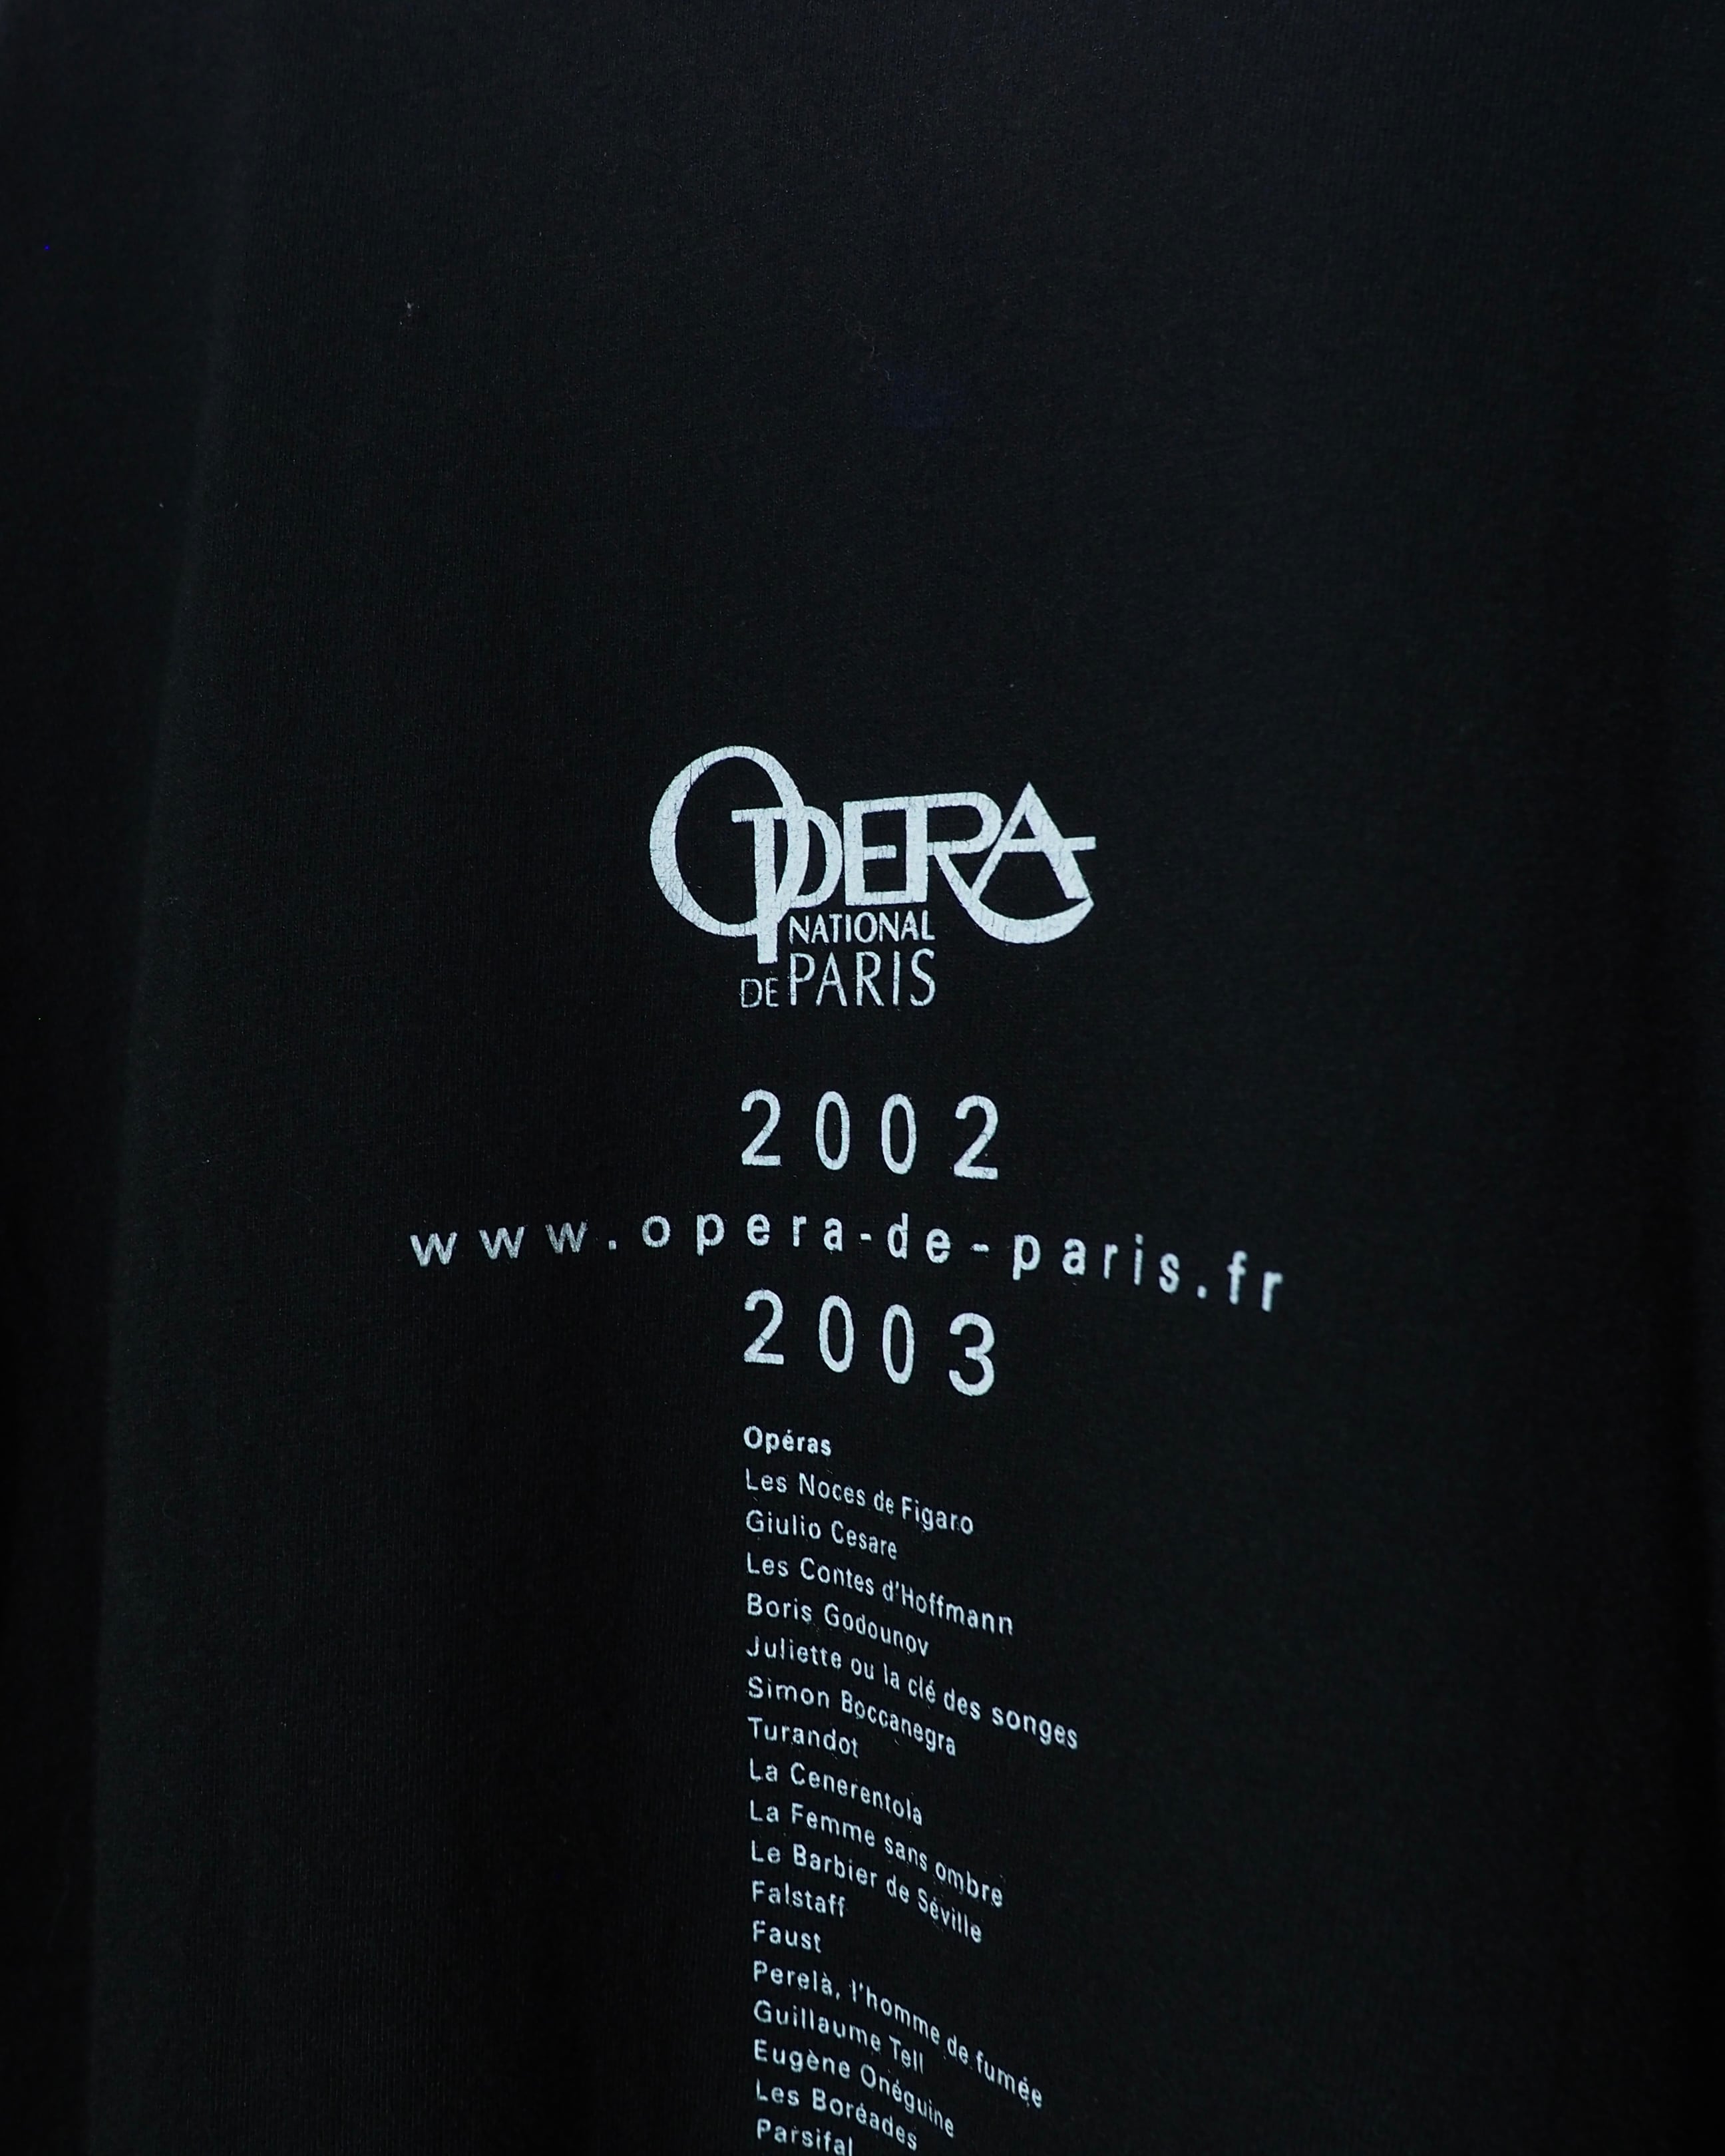 OPERA
NATIONAL
DE PARIS
2002
www.opera-de-paris.fr
2003
Opéras
Les Noces de Figaro
Giulio Cesare
Les Contes d'Hoffmann
Boris Godounov
Juliette ou la clé des songes
Simon Boccanegra
Turandot
La Cenerentola
La Femme sans ombre
Le Barbier de Séville
Falstaff
Faust
Perelà, l'homme de fumée
Guillaume Tell
Eugène Onéguine
Les Boréades
Parsifal